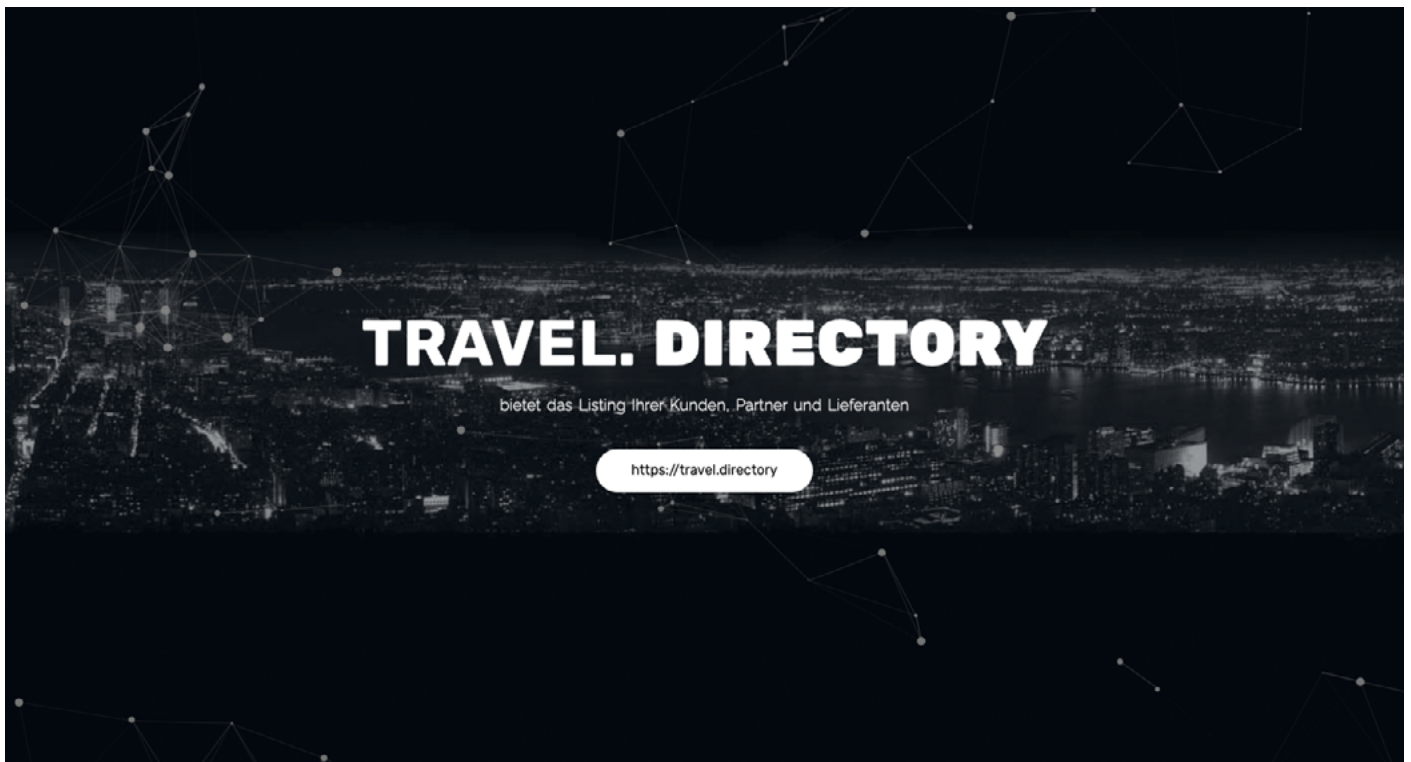 TRAVEL. DIRECTORY
bietet das Listing Ihrer Kunden, Partner und Lieferanten
https://travel.directory